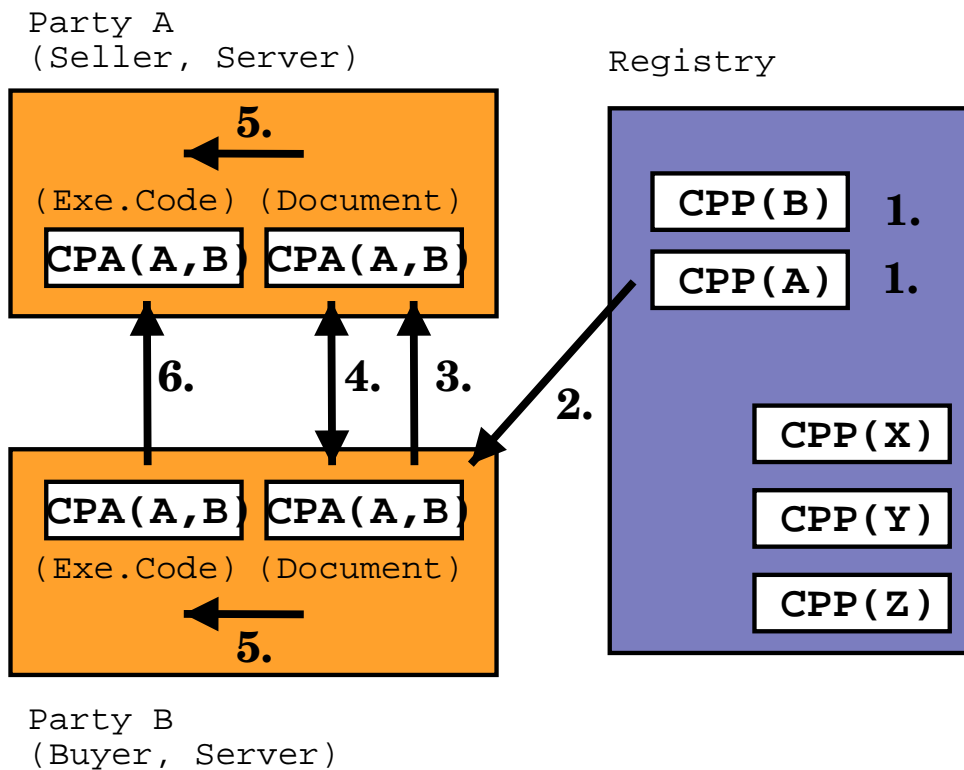 Party A
(Seller, Server)
Registry
5.
(Exe.Code) (Document)
CPP(B) 1.
CPA(A,B) CPA(A,B)
CPP(A) 1.
6. 4. 3.
2.
CPP(X)
CPA(A,B) CPA(A,B)
CPP(Y)
(Exe.Code) (Document)
CPP(Z)
5.
Party B
(Buyer, Server)